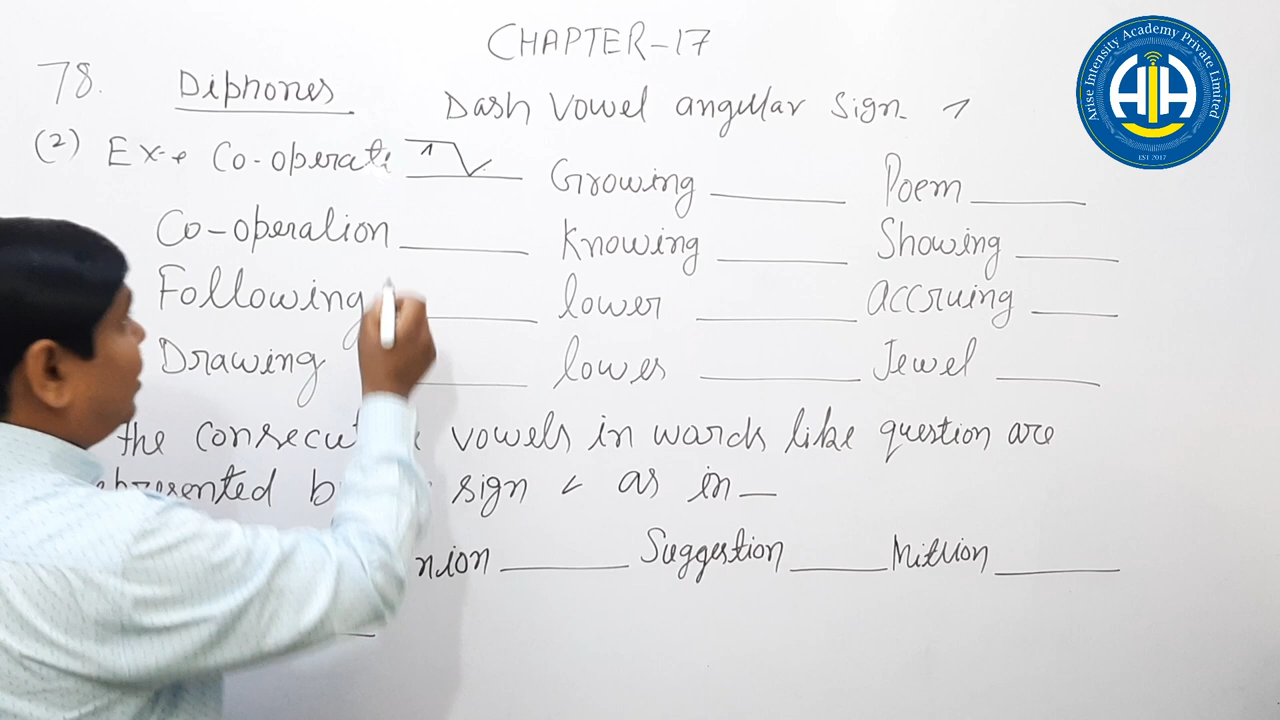 CHAPTER-17
78. Diphones Dash Vowel angular Sign.
(2) Ex-• Co-operate Growing Poem
Co-operation Knowing Showing
Following lower accruing
Drawing lowes Jewel
the consecut vowels in words like question are
epresented b sign < as in
nion Suggestion Million
Arise Intensity Academy Private Limited
AIA
EST 2017